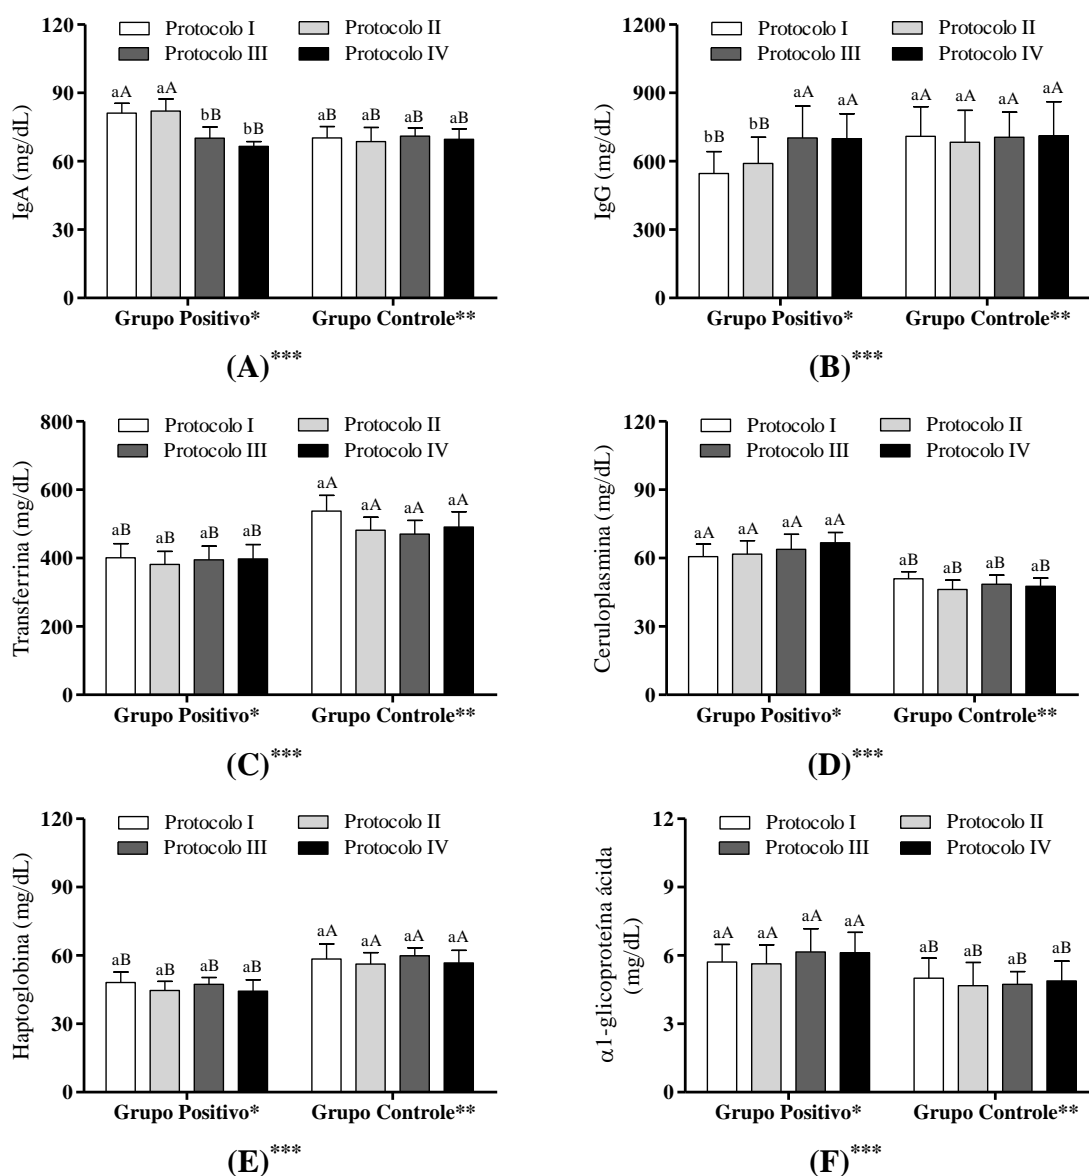 120
90
60
30
0
IgA (mg/dL)
Protocolo I
Protocolo II
Protocolo III
Protocolo IV
aA aA bB bB aB aB aB aB
Grupo Positivo* Grupo Controle**
(A)***
1200
900
600
300
0
IgG (mg/dL)
Protocolo I
Protocolo II
Protocolo III
Protocolo IV
bB bB aA aA aA aA aA aA
Grupo Positivo* Grupo Controle**
(B)***
800
600
400
200
0
Transferrina (mg/dL)
Protocolo I
Protocolo II
Protocolo III
Protocolo IV
aB aB aB aB aA aA aA aA
Grupo Positivo* Grupo Controle**
(C)***
120
90
60
30
0
Ceruloplasmina (mg/dL)
Protocolo I
Protocolo II
Protocolo III
Protocolo IV
aA aA aA aA aB aB aB aB
Grupo Positivo* Grupo Controle**
(D)***
120
90
60
30
0
Haptoglobina (mg/dL)
Protocolo I
Protocolo II
Protocolo III
Protocolo IV
aB aB aB aB aA aA aA aA
Grupo Positivo* Grupo Controle**
(E)***
12
9
6
3
0
α1-glicoproteína ácida
(mg/dL)
Protocolo I
Protocolo II
Protocolo III
Protocolo IV
aA aA aA aA aB aB aB aB
Grupo Positivo* Grupo Controle**
(F)***